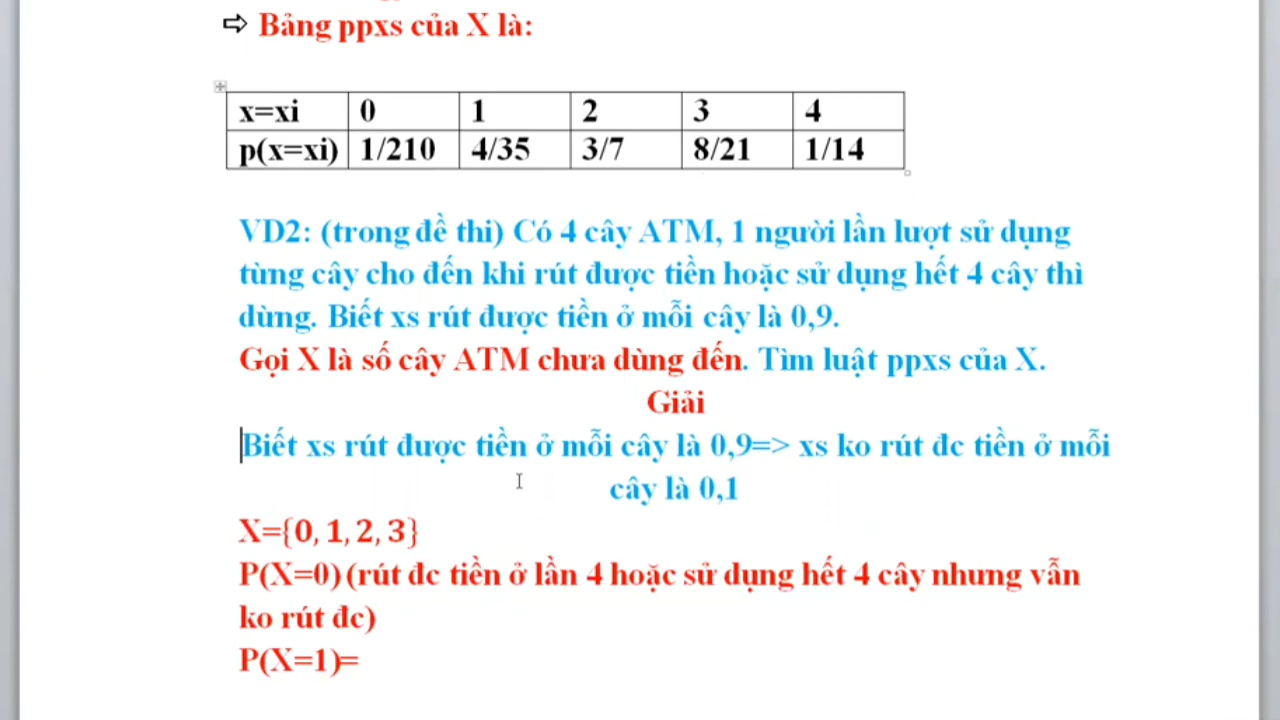 ⇨ Bảng ppxs của X là:
x=xi 0 1 2 3 4
p(x=xi) 1/210 4/35 3/7 8/21 1/14
VD2: (trong đề thi) Có 4 cây ATM, 1 người lần lượt sử dụng
từng cây cho đến khi rút được tiền hoặc sử dụng hết 4 cây thì
dừng. Biết xs rút được tiền ở mỗi cây là 0,9.
Gọi X là số cây ATM chưa dùng đến. Tìm luật ppxs của X.
Giải
Biết xs rút được tiền ở mỗi cây là 0,9=> xs ko rút đc tiền ở mỗi
cây là 0,1
X={0, 1, 2, 3}
P(X=0) (rút đc tiền ở lần 4 hoặc sử dụng hết 4 cây nhưng vẫn
ko rút đc)
P(X=1)=